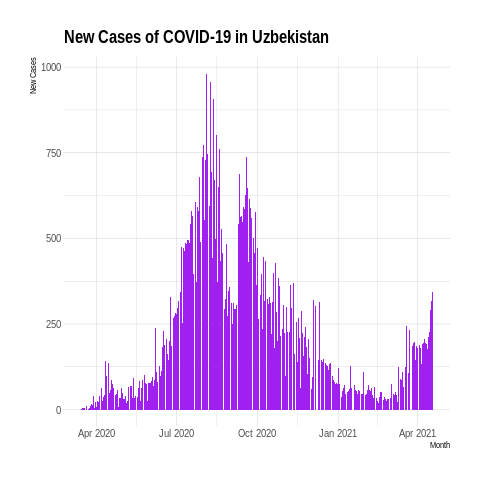 New Cases of COVID-19 in Uzbekistan
New Cases
1000
750
500
250
0
Apr 2020 Jul 2020 Oct 2020 Jan 2021 Apr 2021
Month